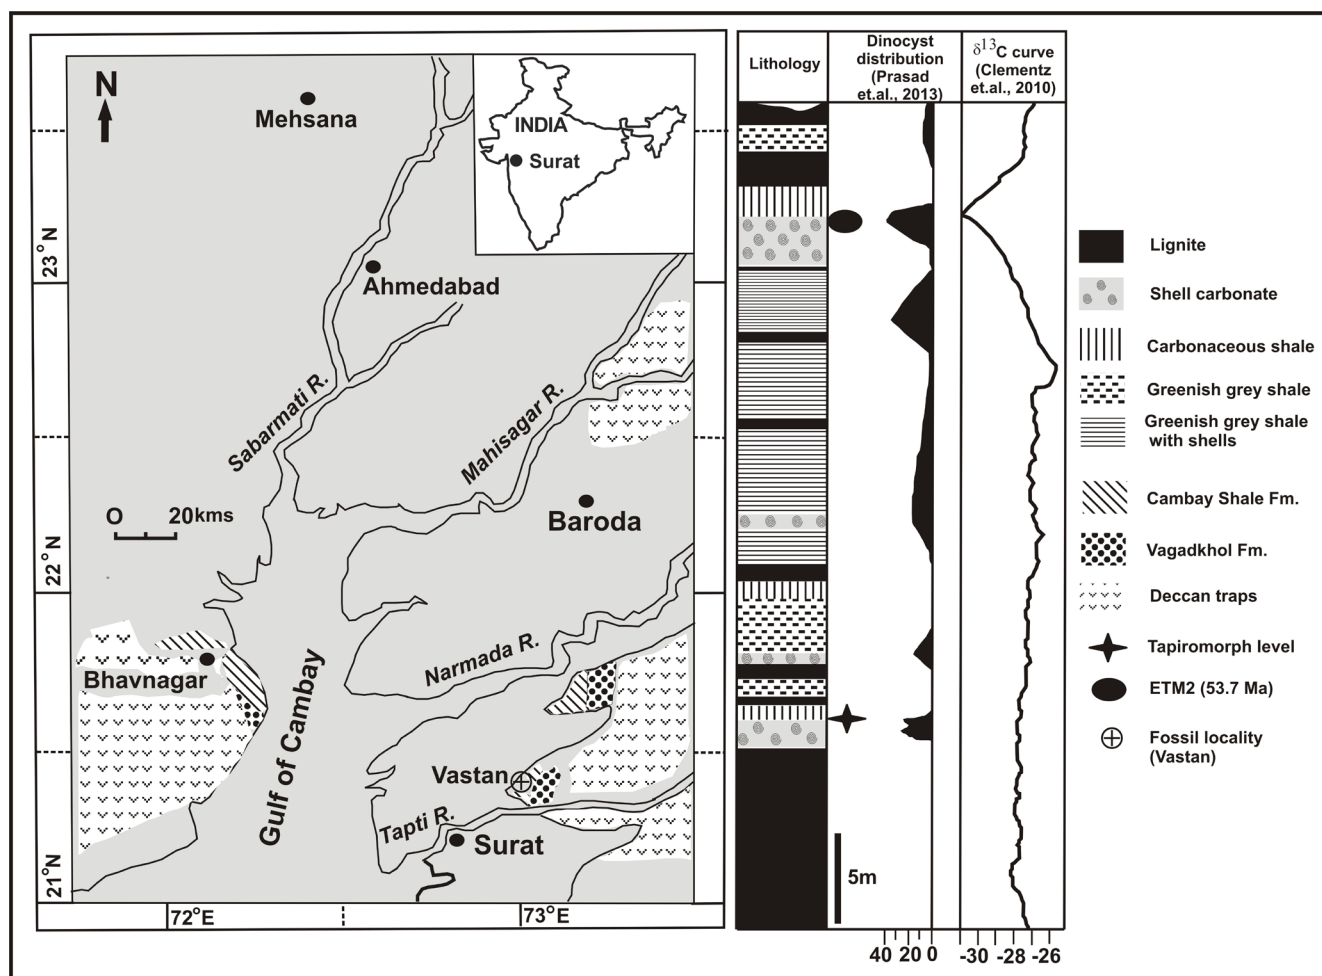 N
Mehsana
INDIA
Surat
23°N
Ahmedabad
Sabarmati R.
Mahisagar R.
O 20kms
Baroda
22°N
Bhavnagar
Narmada R.
Gulf of Cambay
Vastan
Tapti R.
Surat
21°N
72°E
73°E
Lithology
Dinocyst
distribution
(Prasad
et.al., 2013)
δ13C curve
(Clementz
et.al., 2010)
5m
40 20 0
-30 -28 -26
Lignite
Shell carbonate
Carbonaceous shale
Greenish grey shale
Greenish grey shale
with shells
Cambay Shale Fm.
Vagadkhol Fm.
Deccan traps
Tapiromorph level
ETM2 (53.7 Ma)
Fossil locality
(Vastan)